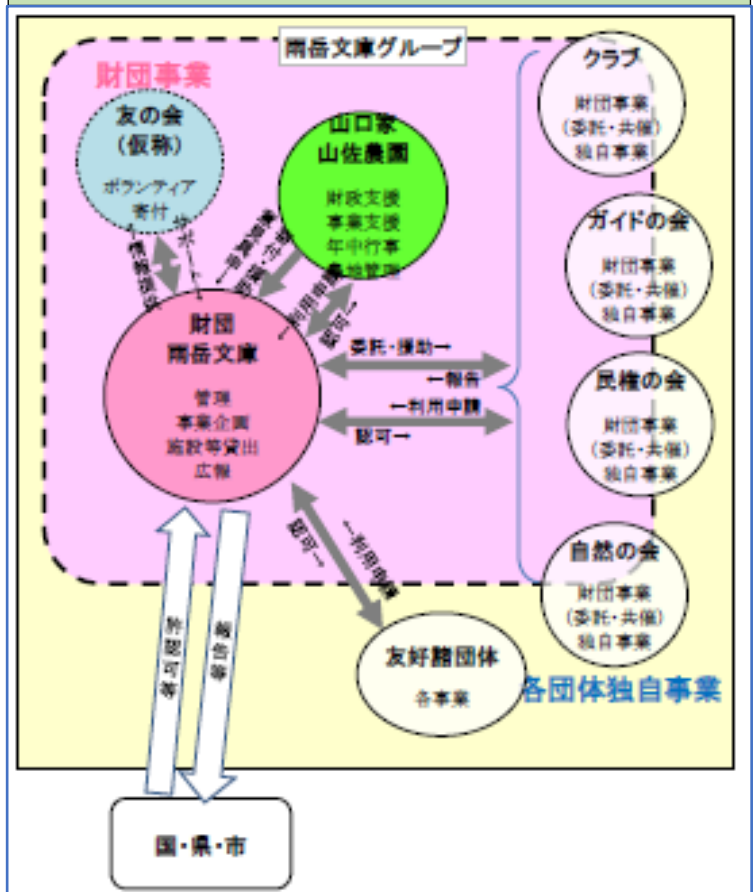 雨岳文庫グループ
財団事業
友の会
(仮称)
ボランティア
寄付
山口家
山佐農園
財政支援
事業支援
年中行事
農地管理
クラブ
財団事業
(委託・共催)
独自事業
ガイドの会
財団事業
(委託・共催)
独自事業
民権の会
財団事業
(委託・共催)
独自事業
自然の会
財団事業
(委託・共催)
独自事業
財団
雨岳文庫
管理
事業企画
施設等貸出
広報
委託・援助→
←報告
←利用申請
認可→
←利用申請
認可→
友好諸団体
各事業
各団体独自事業
国・県・市